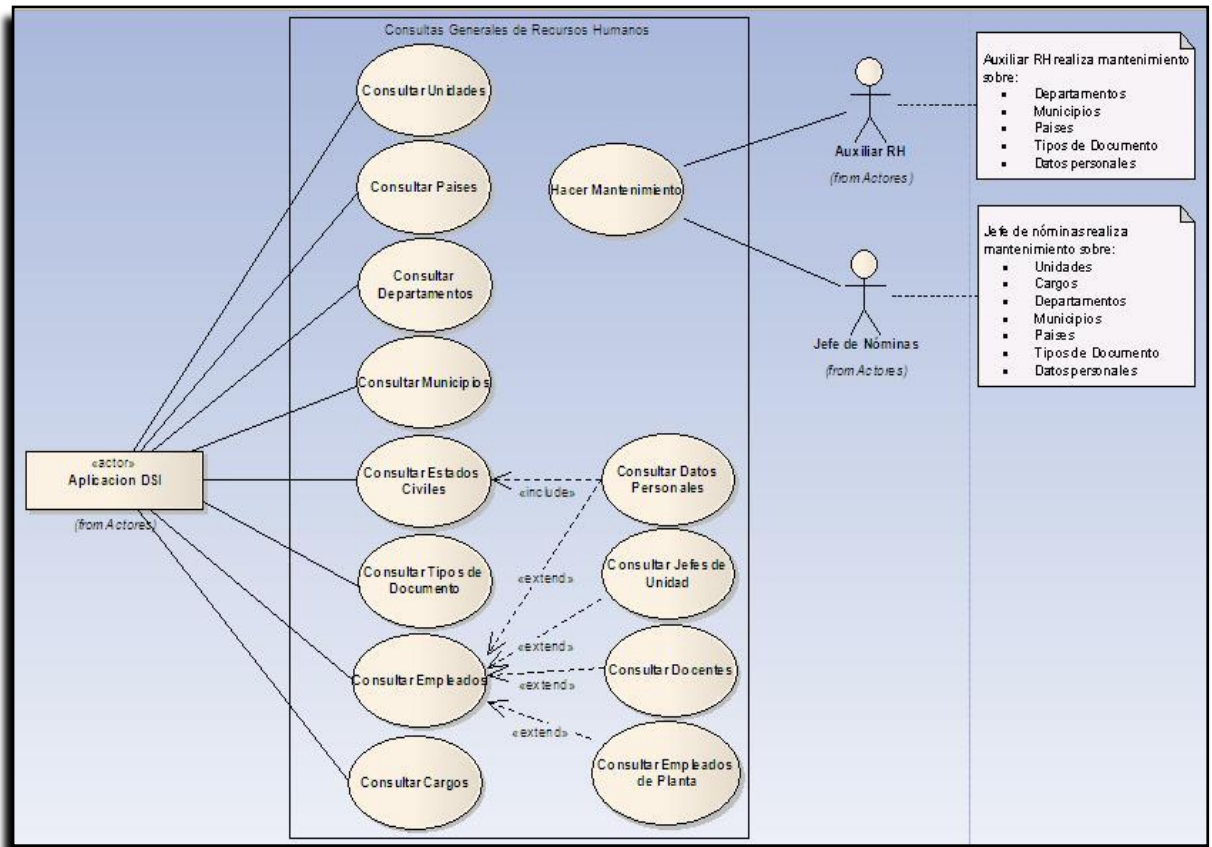 Consultas Generales de Recursos Humanos
Consultar Unidades
Consultar Paises
Consultar
Departamentos
Consultar Municipios
Consultar Estados
Civiles
Consultar Tipos de
Documento
Consultar Empleados
Consultar Cargos
«actor»
Aplicacion DSI
(from Actores)
Hacer Mantenimiento
«include»
«extend»
«extend»
«extend»
«extend»
Consultar Datos
Personales
Consultar Jefes de
Unidad
Consultar Docentes
Consultar Empleados
de Planta
Auxiliar RH
(from Actores)
Jefe de Nóminas
(from Actores)
Auxiliar RH realiza mantenimiento
sobre:
▪ Departamentos
▪ Municipios
▪ Paises
▪ Tipos de Documento
▪ Datos personales
Jefe de nóminas realiza
mantenimiento sobre:
▪ Unidades
▪ Cargos
▪ Departamentos
▪ Municipios
▪ Paises
▪ Tipos de Documento
▪ Datos personales